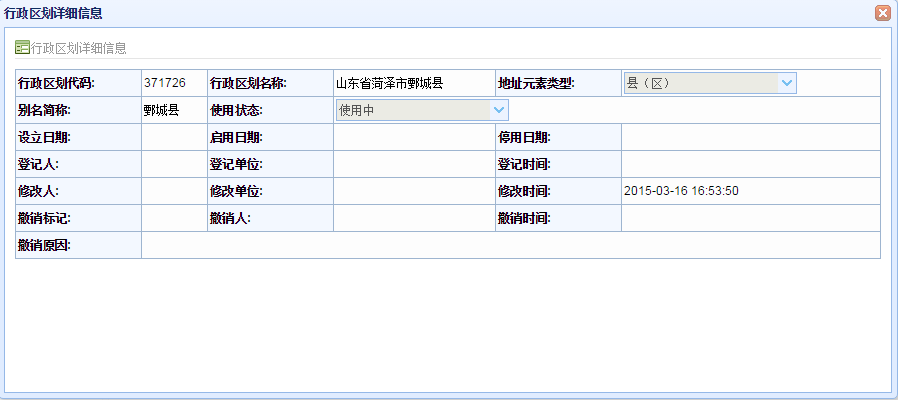 行政区划详细信息
行政区划详细信息
行政区划代码: 371726 行政区划名称: 山东省菏泽市鄄城县 地址元素类型: 县（区）
别名简称: 鄄城县 使用状态: 使用中
设立日期: 启用日期: 停用日期:
登记人: 登记单位: 登记时间:
修改人: 修改单位: 修改时间: 2015-03-16 16:53:50
撤销标记: 撤销人: 撤销时间:
撤销原因: